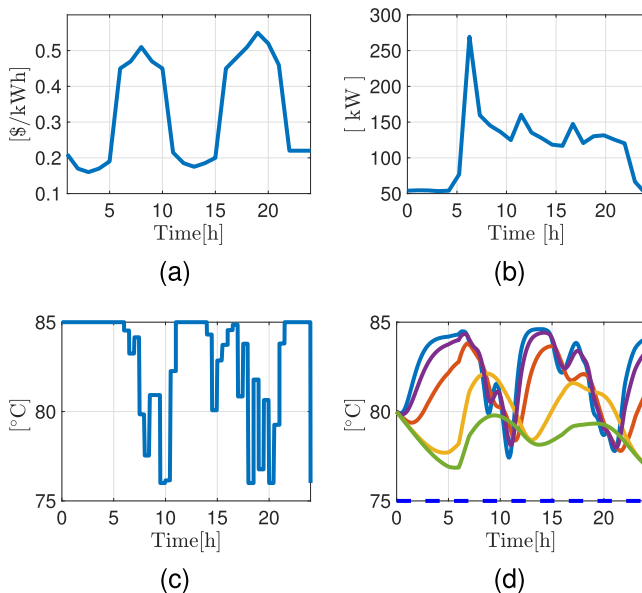 0.5
0.4
0.3
0.2
0.1
[$/kWh]
5 10 15 20
Time[h]
(a)
300
250
200
150
100
50
[ kW ]
0 5 10 15 20
Time [h]
(b)
85
80
75
[°C]
0 5 10 15 20
Time[h]
(c)
85
80
75
[°C]
0 5 10 15 20
Time[h]
(d)